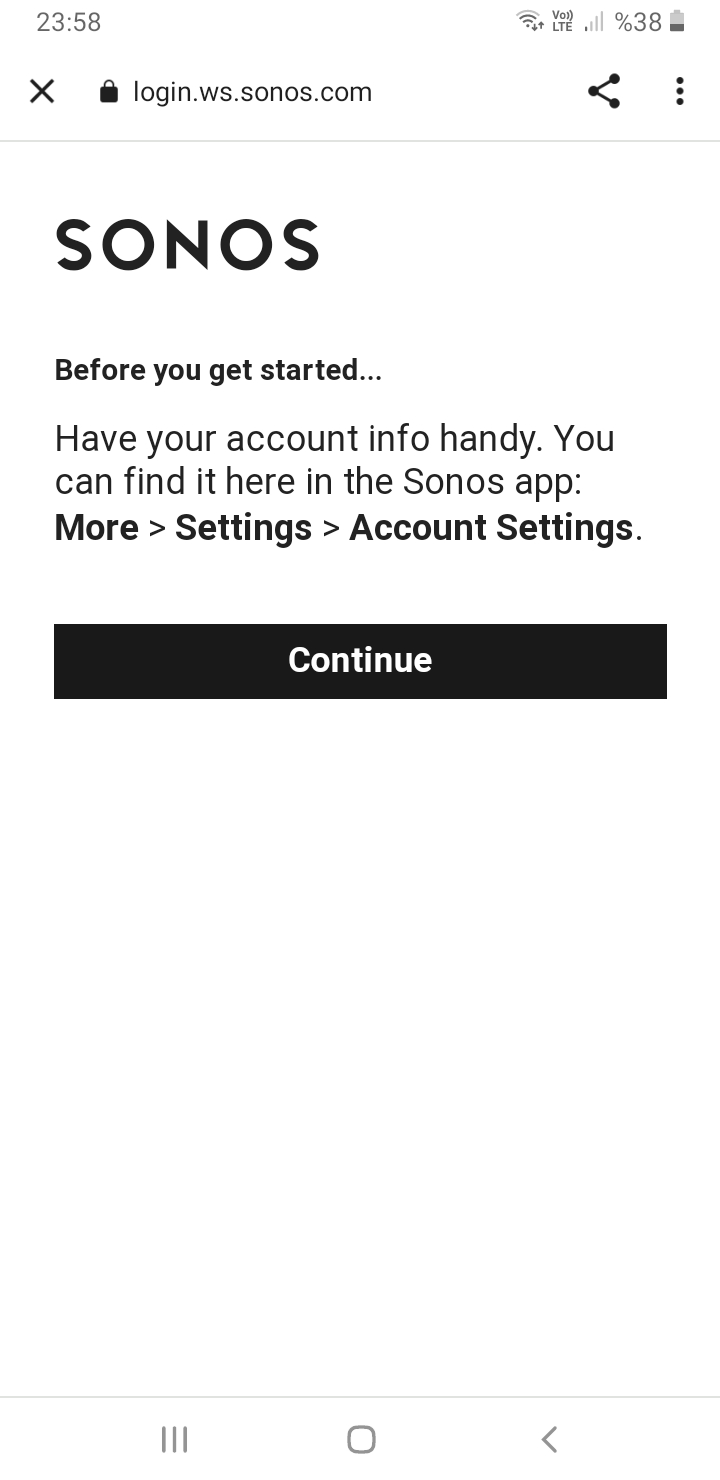 23:58 Vo)) LTE %38
login.ws.sonos.com
SONOS
Before you get started...
Have your account info handy. You
can find it here in the Sonos app:
More > Settings > Account Settings.
Continue